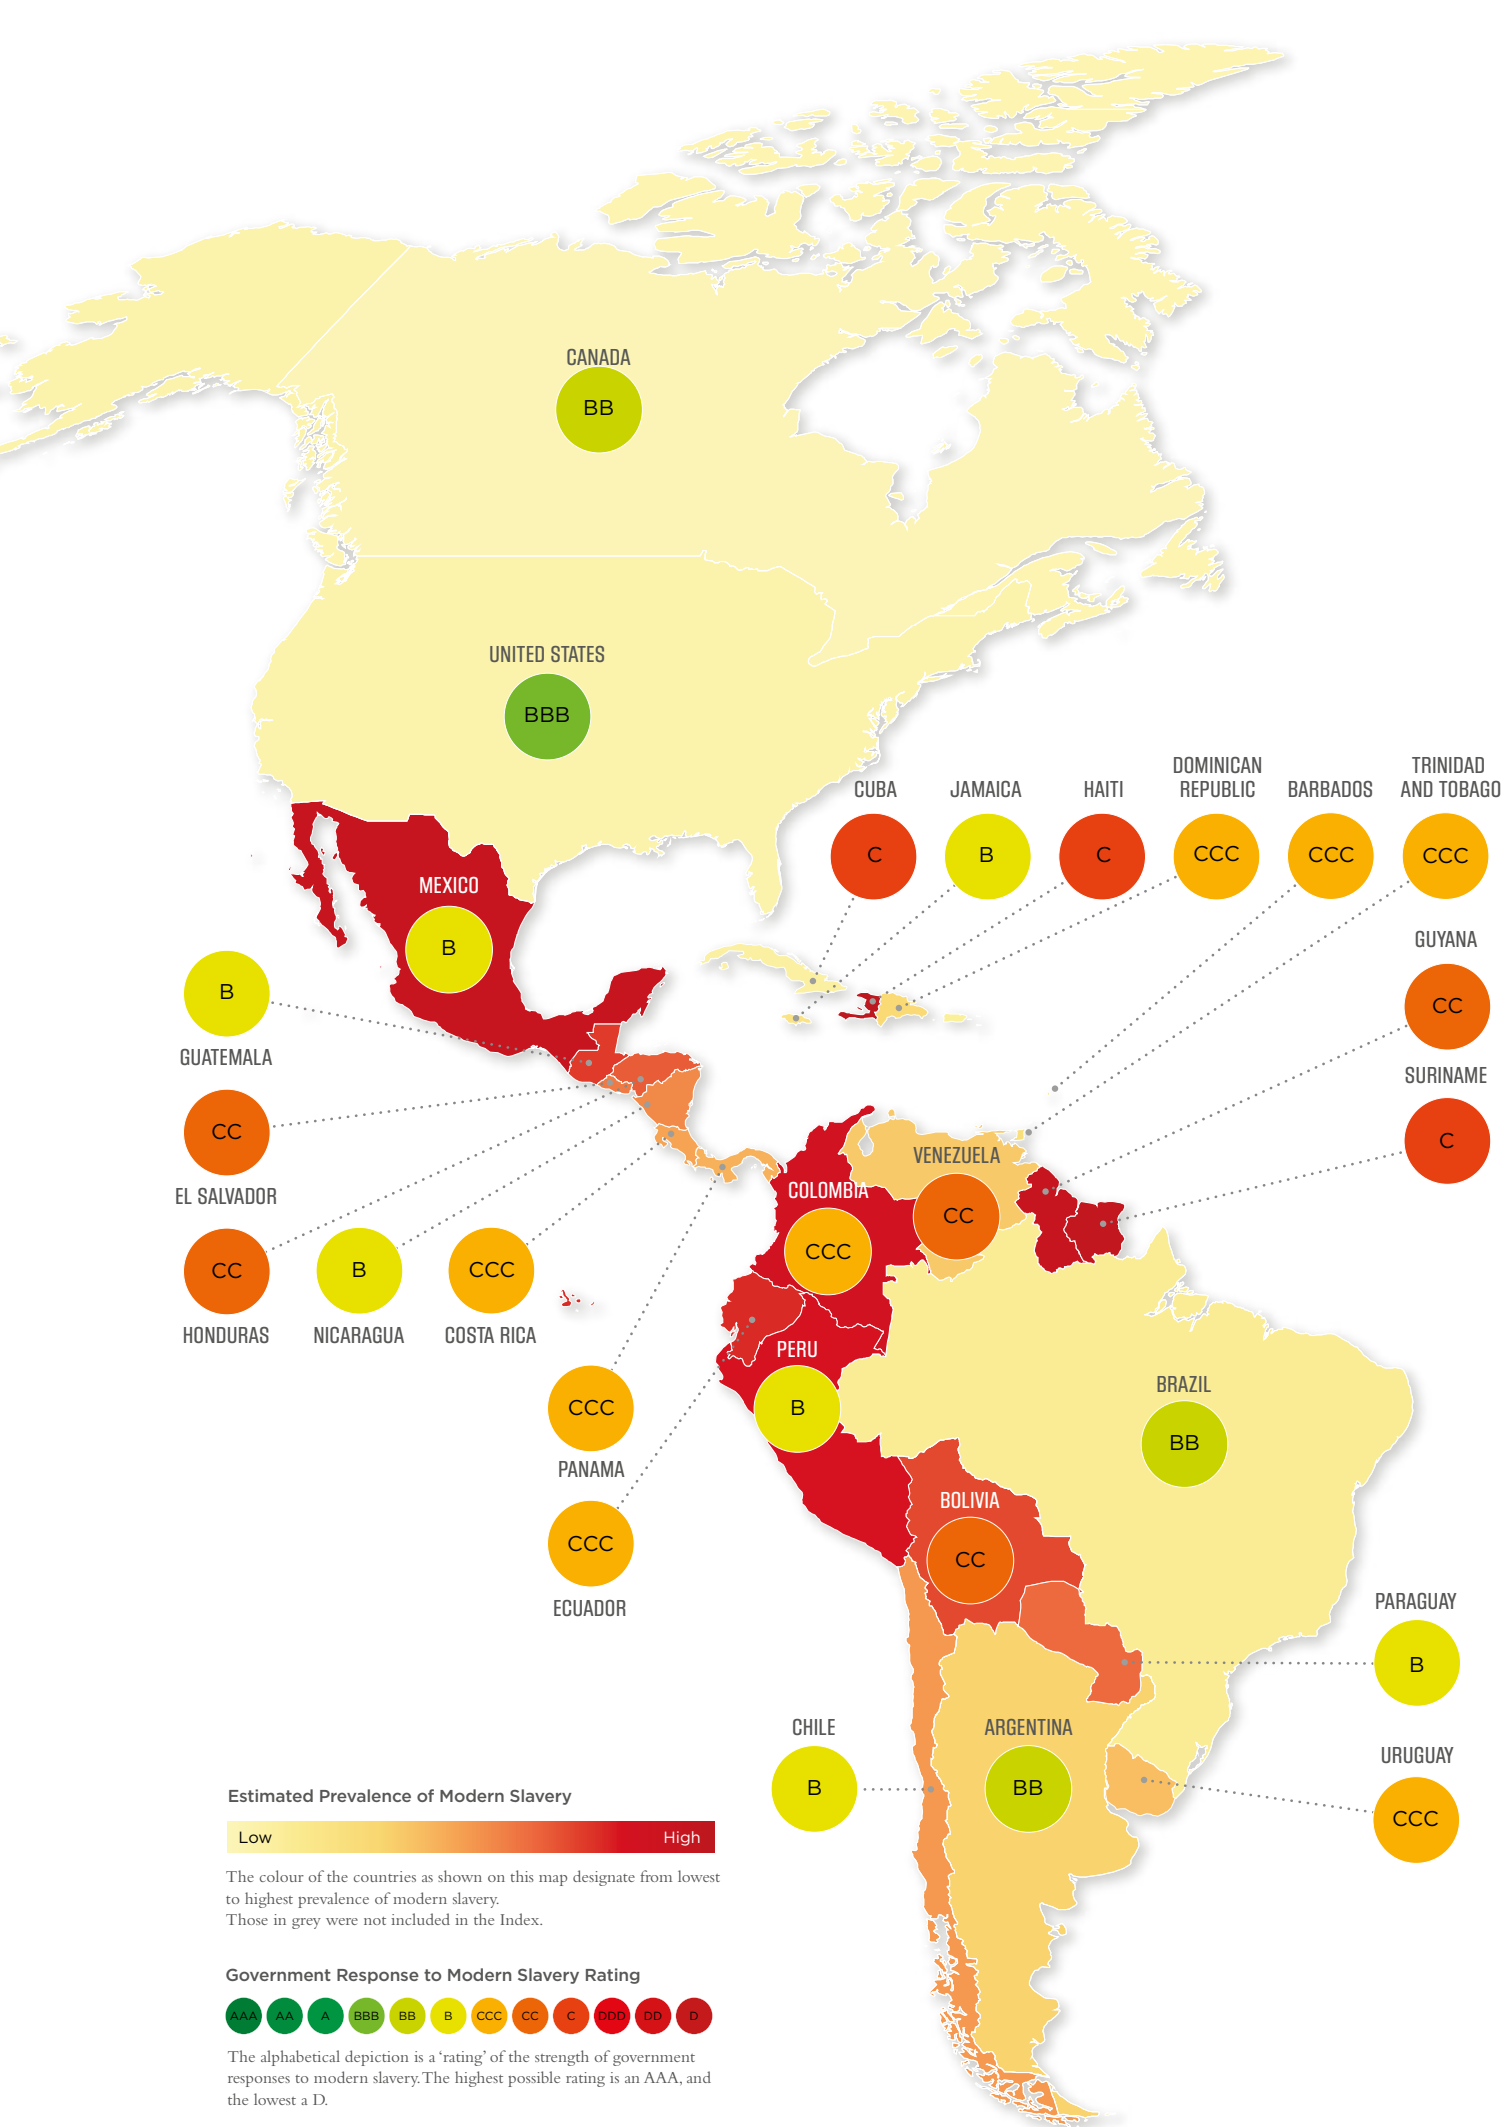 CANADA
BB
UNITED STATES
BBB
CUBA
C
JAMAICA
B
HAITI
C
DOMINICAN
REPUBLIC
CCC
BARBADOS
CCC
TRINIDAD
AND TOBAGO
CCC
MEXICO
B
GUYANA
CC
SURINAME
C
B
GUATEMALA
CC
EL SALVADOR
CC
HONDURAS
B
NICARAGUA
CCC
COSTA RICA
VENEZUELA
CC
COLOMBIA
CCC
PERU
B
CCC
PANAMA
CCC
ECUADOR
BRAZIL
BB
BOLIVIA
CC
PARAGUAY
B
CHILE
B
ARGENTINA
BB
URUGUAY
CCC
Estimated Prevalence of Modern Slavery
Low High
The colour of the countries as shown on this map designate from lowest
to highest prevalence of modern slavery.
Those in grey were not included in the Index.
Government Response to Modern Slavery Rating
AAA AA A BBB BB B CCC CC C DDD DD D
The alphabetical depiction is a ‘rating’ of the strength of government
responses to modern slavery. The highest possible rating is an AAA, and
the lowest a D.